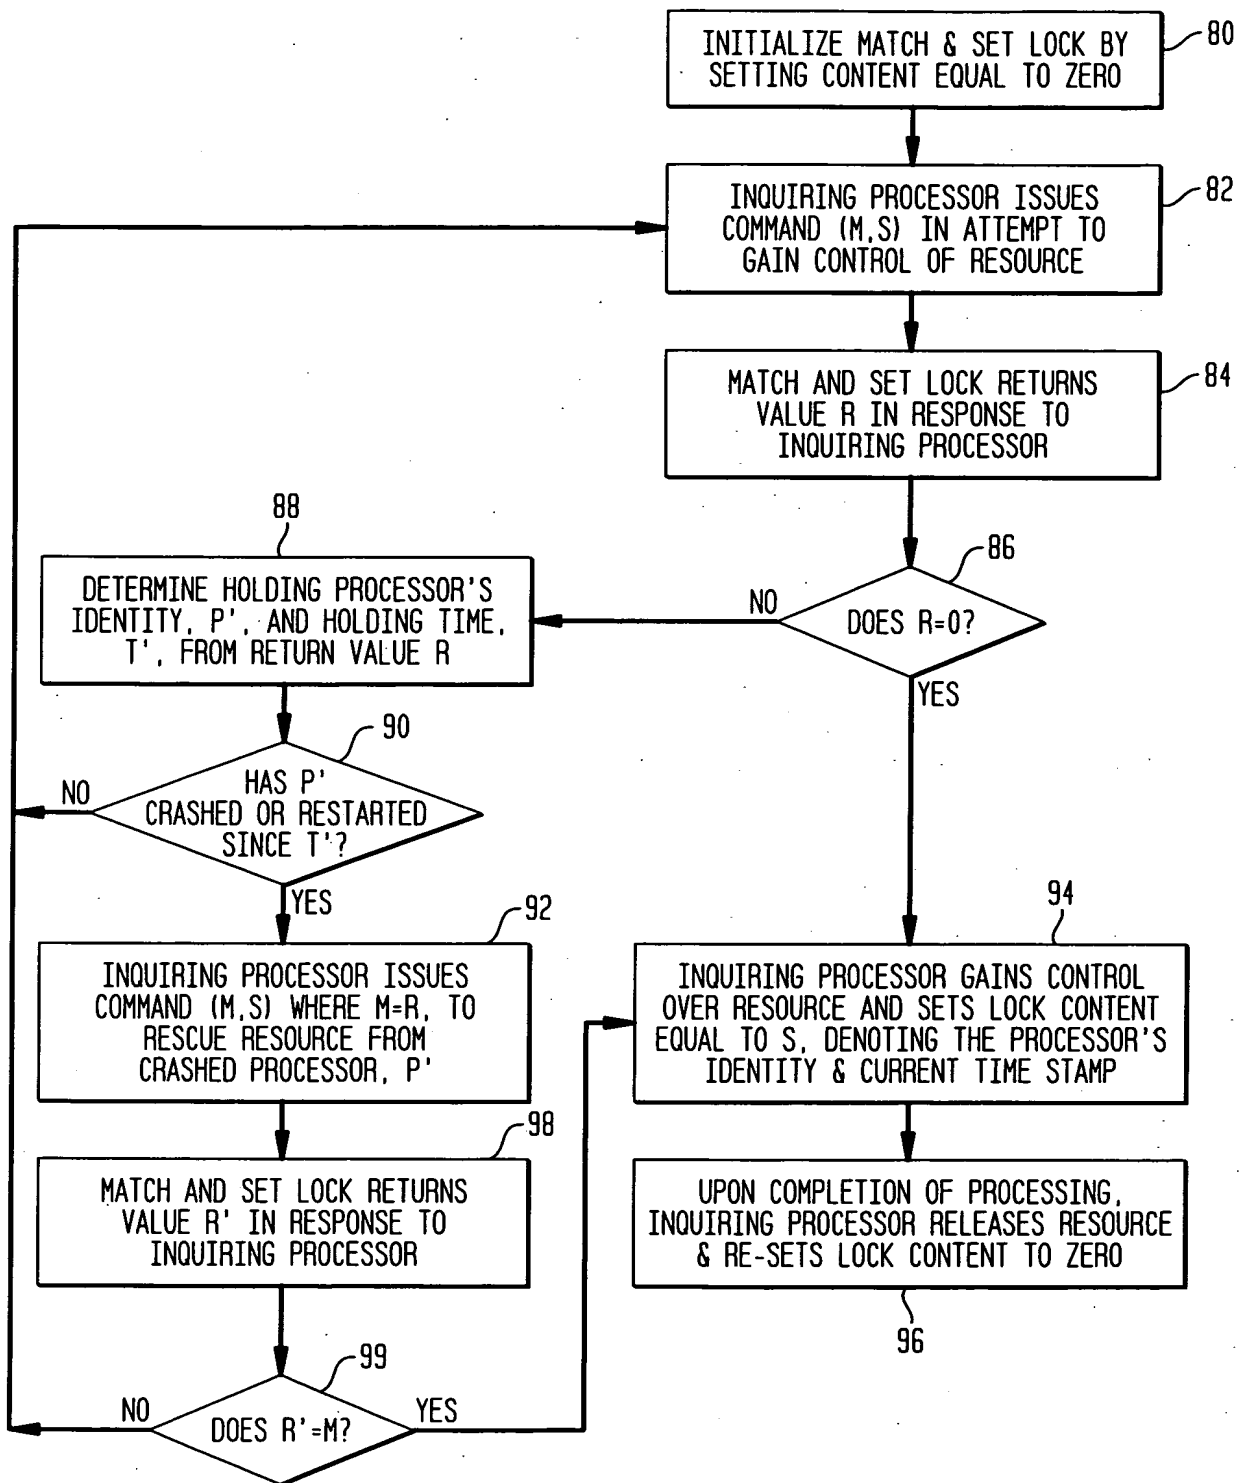 INITIALIZE MATCH & SET LOCK BY
SETTING CONTENT EQUAL TO ZERO
80
INQUIRING PROCESSOR ISSUES
COMMAND (M,S) IN ATTEMPT TO
GAIN CONTROL OF RESOURCE
82
MATCH AND SET LOCK RETURNS
VALUE R IN RESPONSE TO
INQUIRING PROCESSOR
84
86
DOES R=0?
NO
YES
88
DETERMINE HOLDING PROCESSOR'S
IDENTITY, P', AND HOLDING TIME,
T', FROM RETURN VALUE R
90
HAS P'
CRASHED OR RESTARTED
SINCE T'?
NO
YES
92
INQUIRING PROCESSOR ISSUES
COMMAND (M,S) WHERE M=R, TO
RESCUE RESOURCE FROM
CRASHED PROCESSOR, P'
98
MATCH AND SET LOCK RETURNS
VALUE R' IN RESPONSE TO
INQUIRING PROCESSOR
99
DOES R'=M?
NO
YES
94
INQUIRING PROCESSOR GAINS CONTROL
OVER RESOURCE AND SETS LOCK CONTENT
EQUAL TO S, DENOTING THE PROCESSOR'S
IDENTITY & CURRENT TIME STAMP
UPON COMPLETION OF PROCESSING,
INQUIRING PROCESSOR RELEASES RESOURCE
& RE-SETS LOCK CONTENT TO ZERO
96